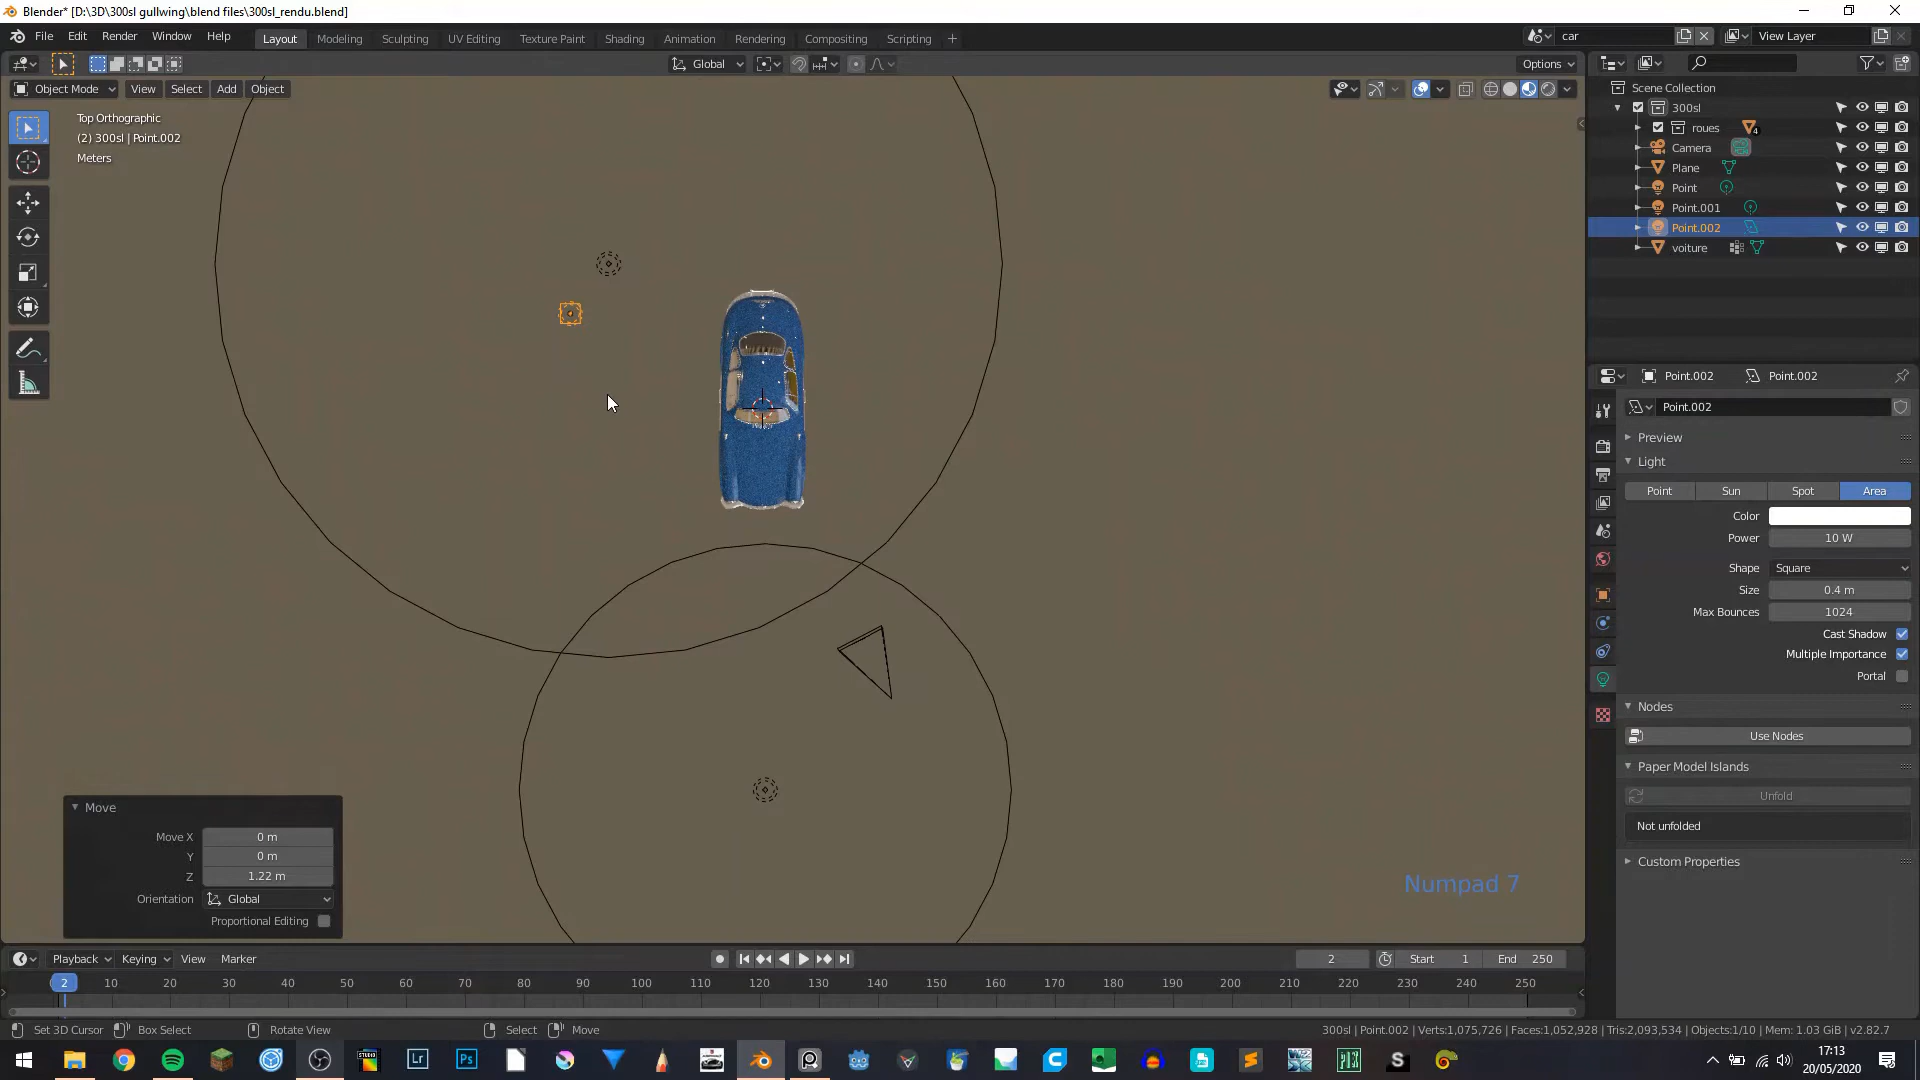 Blender* [D:\3D\300sl gullwing\blend files\300sl_rendu.blend]
File Edit Render Window Help
Layout Modeling Sculpting UV Editing Texture Paint Shading Animation Rendering Compositing Scripting
car
View Layer
Global
Options
Object Mode View Select Add Object
Top Orthographic
(2) 300sl | Point.002
Meters
Scene Collection
300sl
roues
4
Camera
Plane
Point
Point.001
Point.002
voiture
Point.002 Point.002
Point.002
Preview
Light
Point Sun Spot Area
Color
Power 10 W
Shape Square
Size 0.4 m
Max Bounces 1024
Cast Shadow
Multiple Importance
Portal
Nodes
Use Nodes
Paper Model Islands
Unfold
Not unfolded
Custom Properties
Move
Move X 0 m
Y 0 m
Z 1.22 m
Orientation Global
Proportional Editing
Numpad 7
Playback Keying View Marker
2 Start 1 End 250
2 10 20 30 40 50 60 70 80 90 100 110 120 130 140 150 160 170 180 190 200 210 220 230 240 250
Set 3D Cursor Box Select Rotate View Select Move
300sl | Point.002 | Verts:1,075,726 | Faces:1,052,928 | Tris:2,093,534 | Objects:1/10 | Mem: 1.03 GiB | v2.82.7
STUDIO Lr Ps S
17:13
20/05/2020